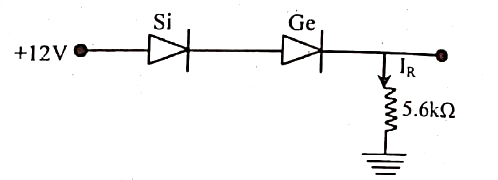 Si Ge
+12V
I_R
5.6kΩ